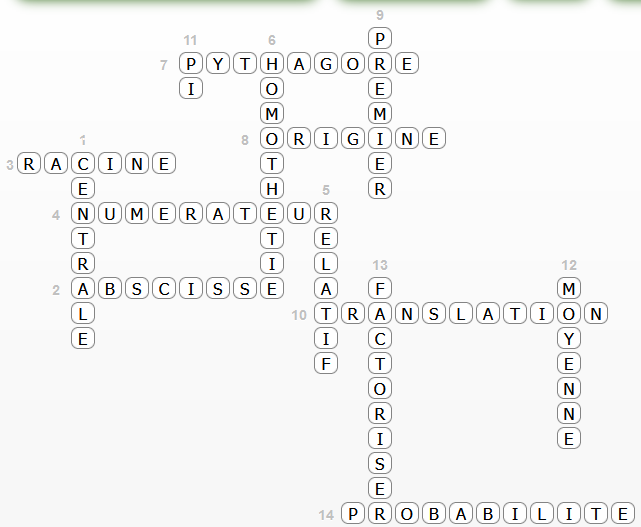 9
11 6 P
7 PYTHAGORE
I O E
M M
1 8 ORIGINE
3 RACINE T E
E H 5 R
4 NUMERATEUR
T T E
R I L 13 12
2 ABSCISSE A F M
L 10 TRANSLATION
E I C Y
F T E
O N
R N
I E
S
E
14 PROBABILITE